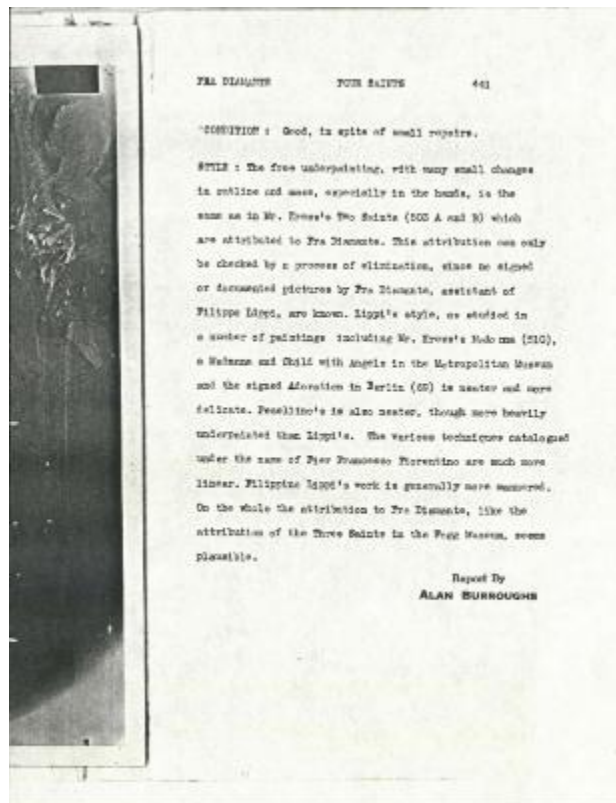 FRA DIAMANTE FOUR SAINTS 441
CONDITION : Good, in spite of small repairs.
STYLE : The free underpainting, with many small changes
in outline and mass, especially in the hands, is the
same as in Mr. Kress's Two Saints (503 A and B) which
are attributed to Fra Diamante. This attribution can only
be checked by a process of elimination, since no signed
or documented pictures by Fra Diamante, assistant of
Filippo Lippi, are known. Lippi's style, as studied in
a number of paintings including Mr. Kress's Madonna (510),
a Madonna and Child with Angels in the Metropolitan Museum
and the signed Adoration in Berlin (69) is neater and more
delicate. Pesellino's is also neater, though more heavily
underpainted than Lippi's. The various techniques catalogued
under the name of Pier Francesco Fiorentino are much more
linear. Filippino Lippi's work is generally more mannered.
On the whole the attribution to Fra Diamante, like the
attribution of the Three Saints in the Fogg Museum, seems
plausible.
Report By
ALAN BURROUGHS